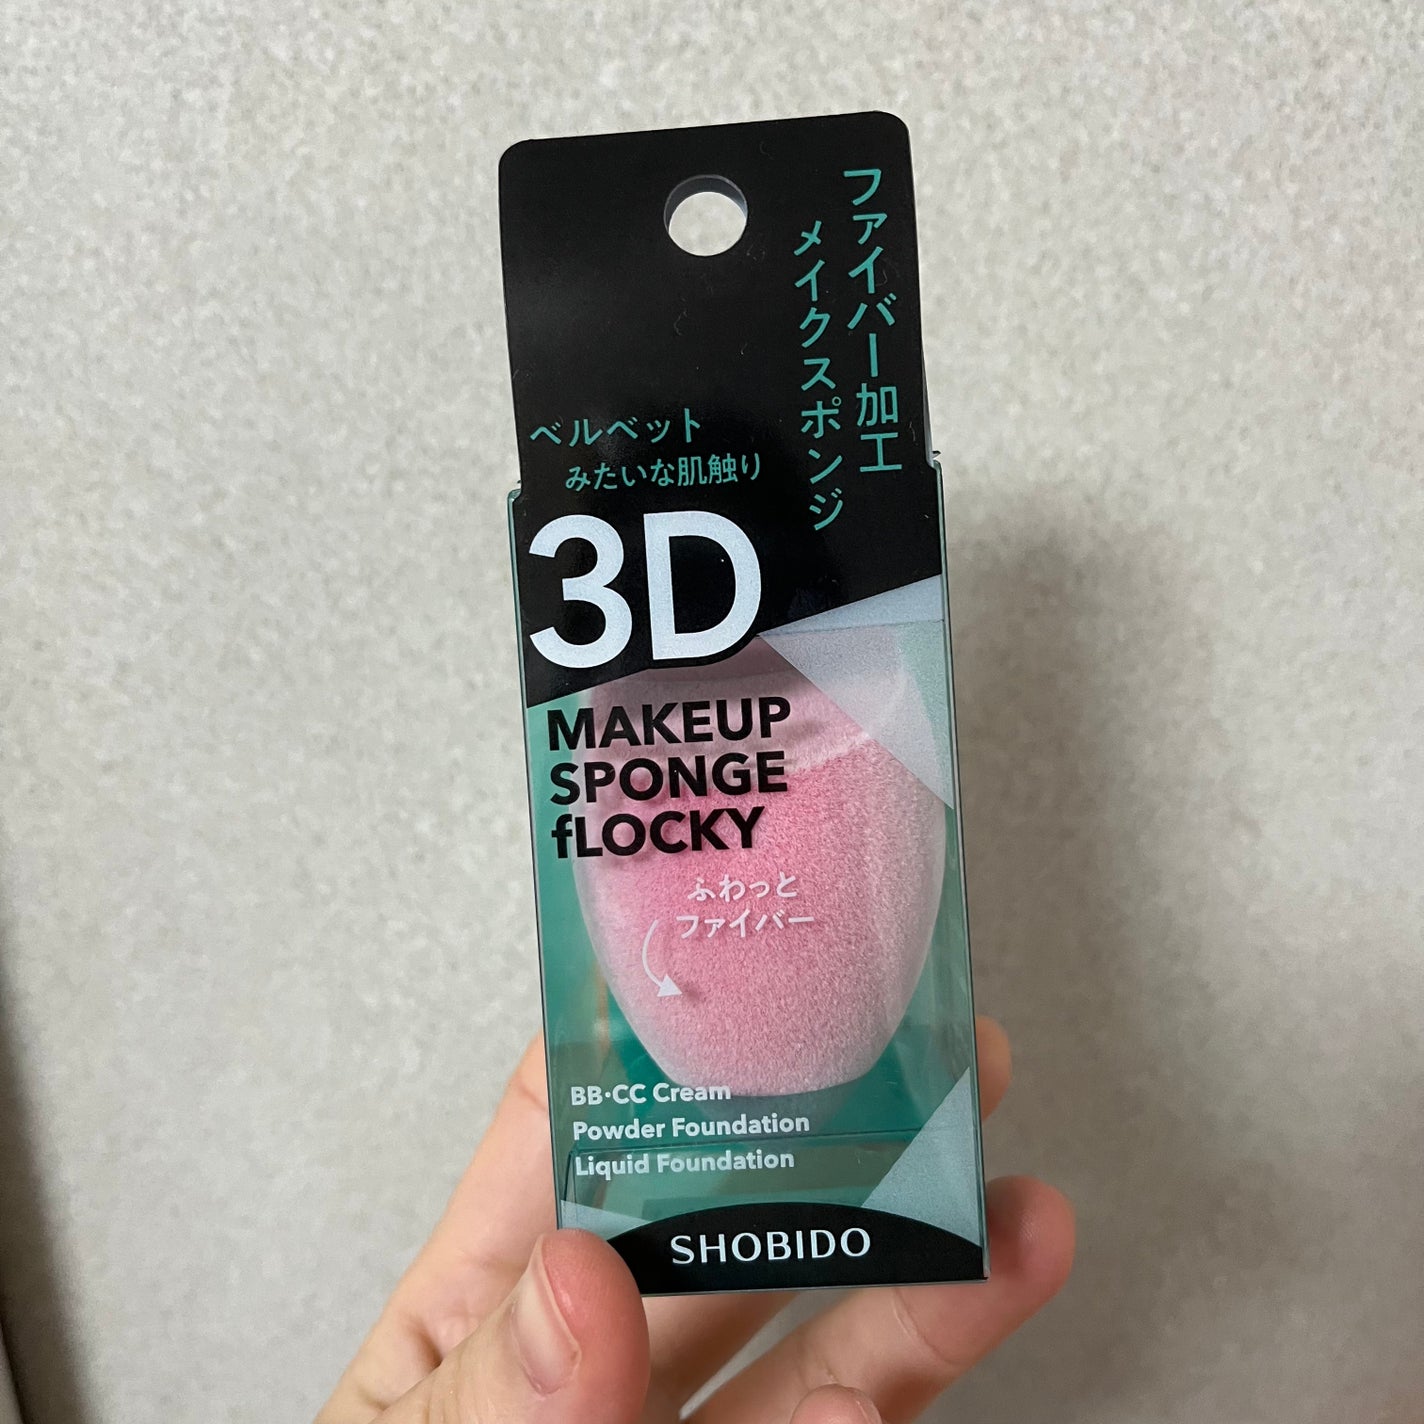 ファイバー加工
メイクスポンジ
ベルベット
みたいな肌触り
3D
MAKEUP
SPONGE
fLOCKY
ふわっと
ファイバー
BB·CC Cream
Powder Foundation
Liquid Foundation
SHOBIDO